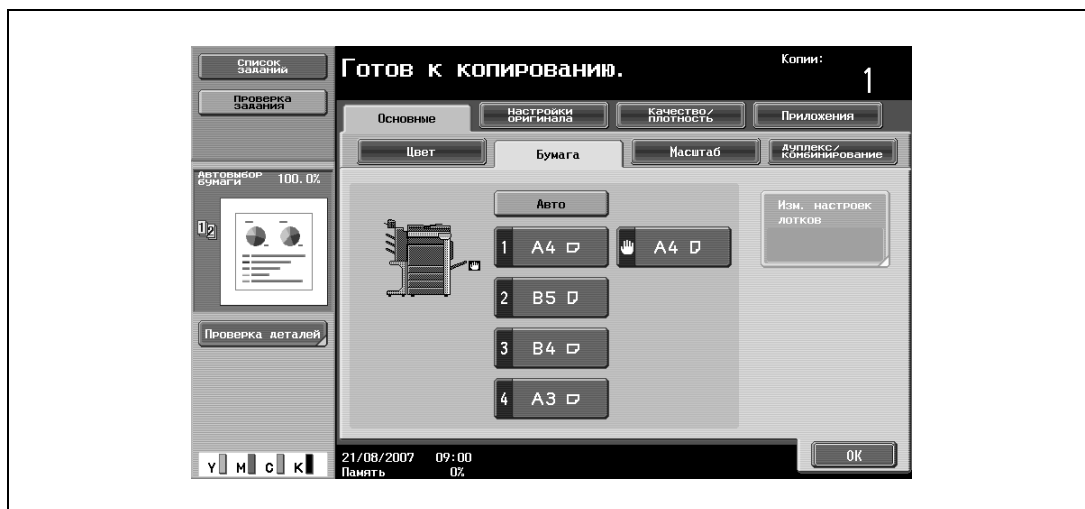 Список
заданий
Готов к копированию.
Копии:
1
Проверка
задания
Основные
Настройки
оригинала
Качество/
плотность
Приложения
Цвет
Бумага
Масштаб
Дуплекс/
комбинирование
Автовыбор
бумаги 100.0%
1 2
Авто
Изм. настроек
лотков
1 A4
A4
2 B5
3 B4
4 A3
Проверка деталей
Y M C K
21/08/2007 09:00
Память 0%
OK